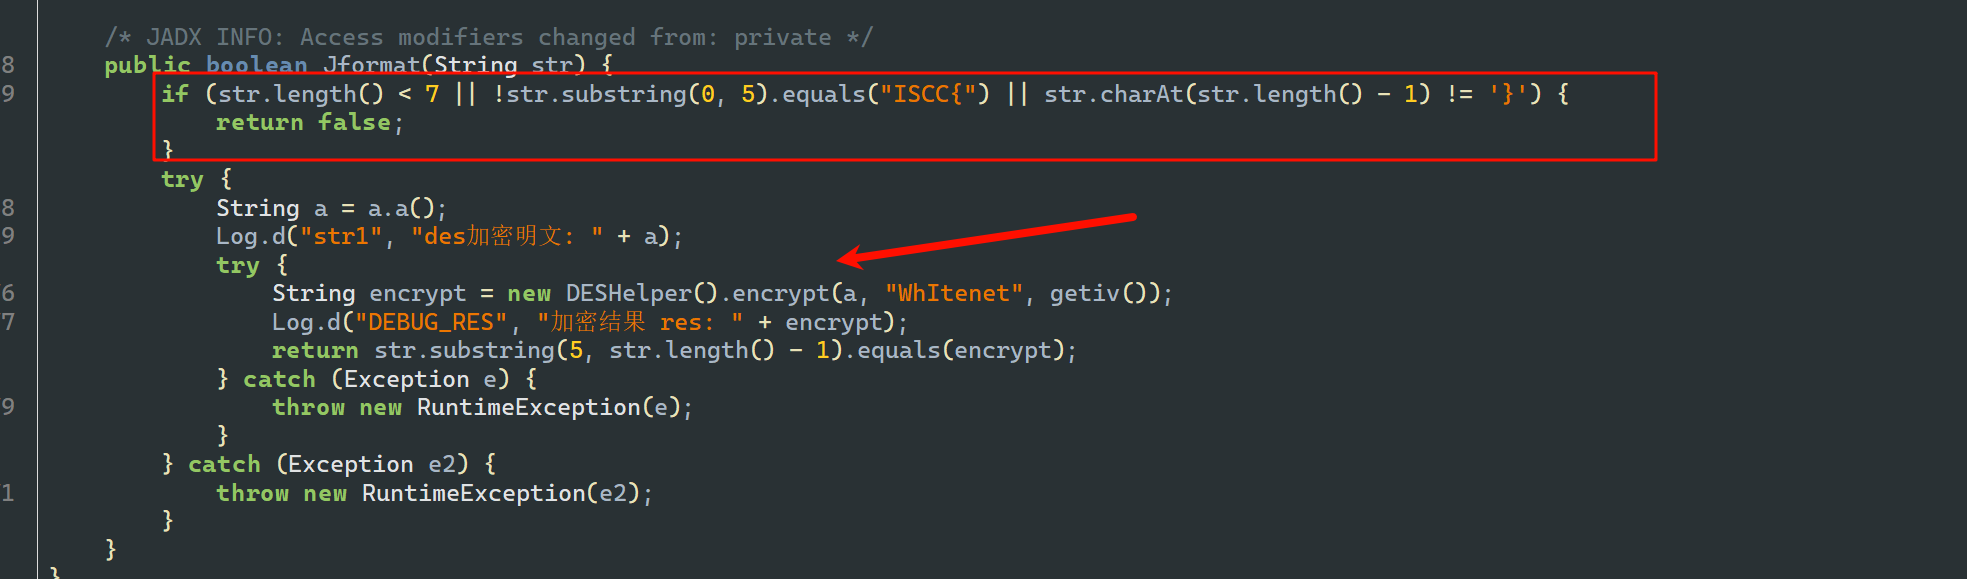 /* JADX INFO: Access modifiers changed from: private */
8 public boolean Jformat(String str) {
9 if (str.length() < 7 || !str.substring(0, 5).equals("ISCC{") || str.charAt(str.length() - 1) != '}') {
return false;
}
try {
8 String a = a.a();
9 Log.d("str1", "des加密明文: " + a);
try {
6 String encrypt = new DESHelper().encrypt(a, "WhItenet", getiv());
7 Log.d("DEBUG_RES", "加密结果 res: " + encrypt);
return str.substring(5, str.length() - 1).equals(encrypt);
} catch (Exception e) {
9 throw new RuntimeException(e);
}
} catch (Exception e2) {
1 throw new RuntimeException(e2);
}
}
}